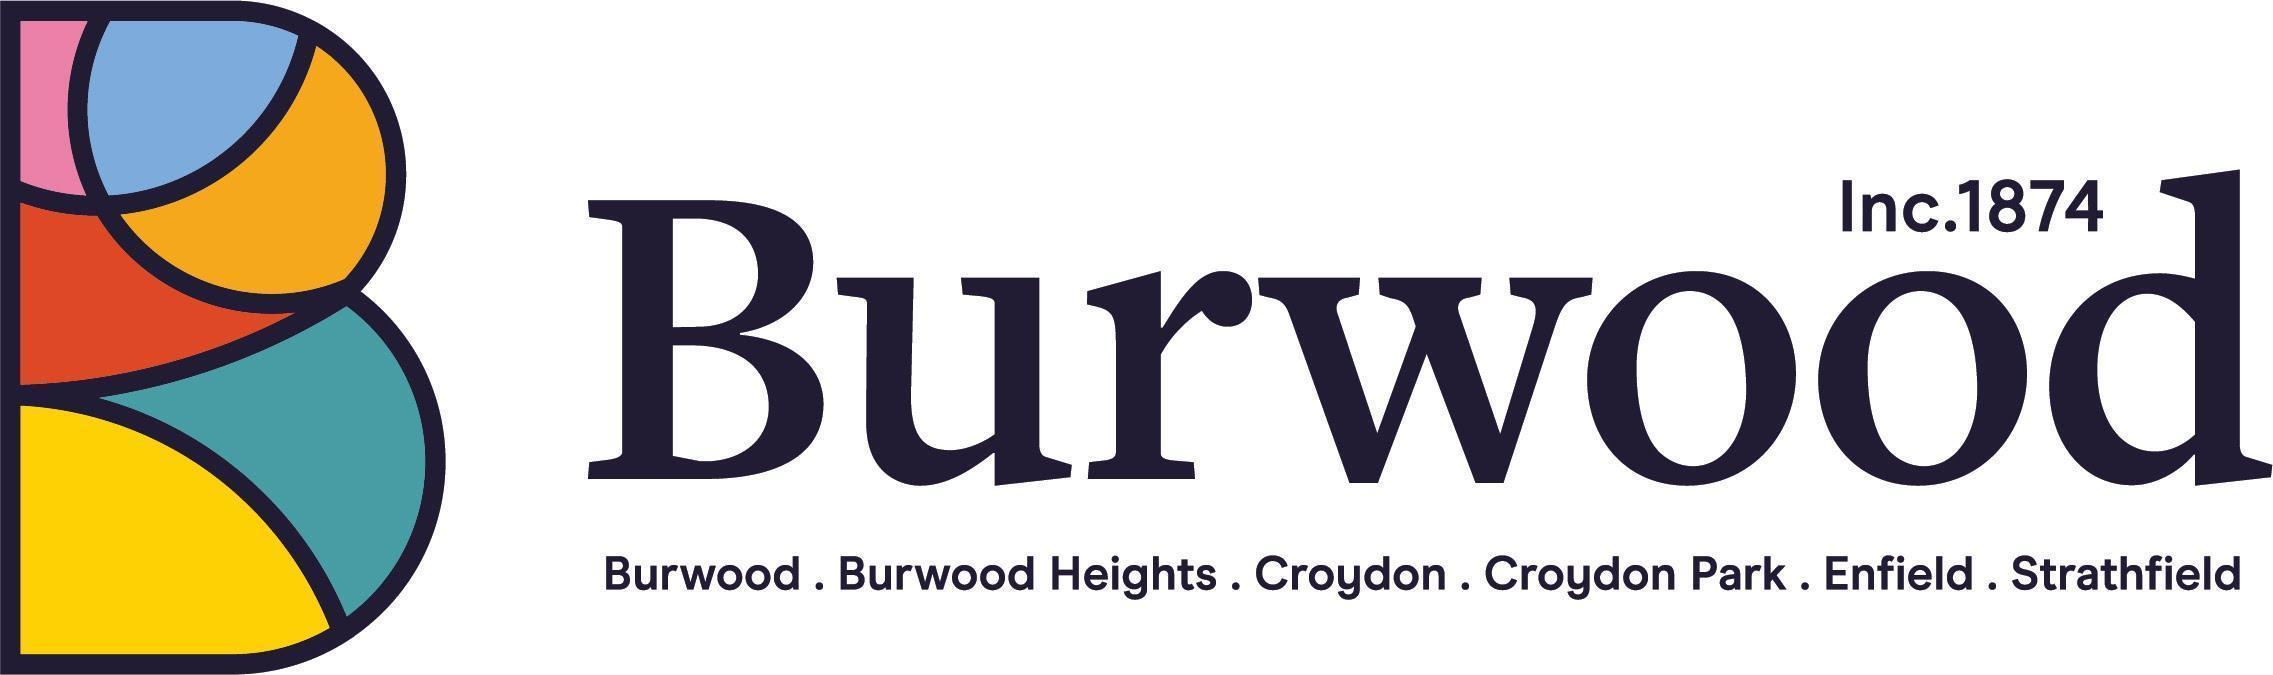 Inc.1874
Burwood
Burwood . Burwood Heights . Croydon . Croydon Park . Enfield . Strathfield